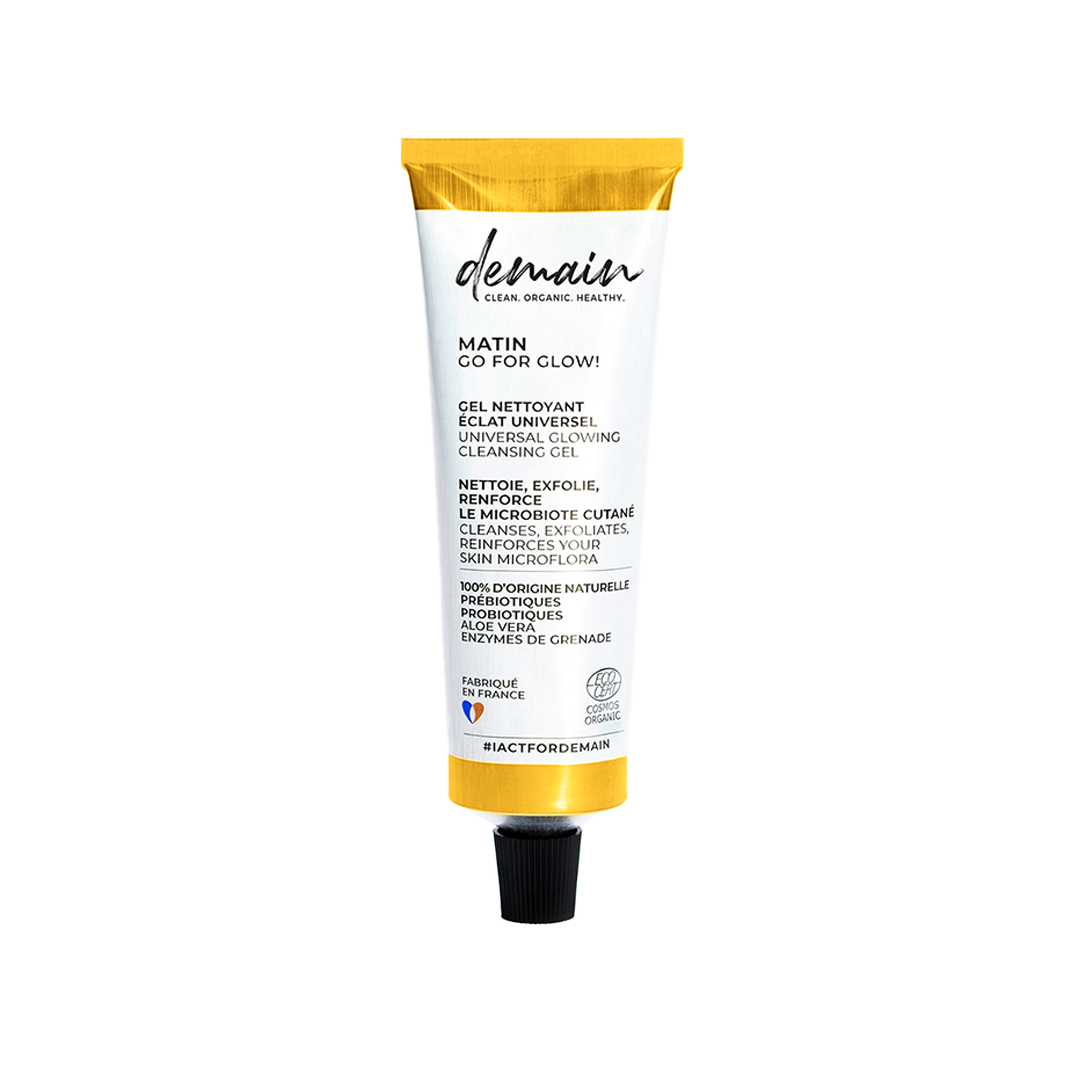 demain
CLEAN. ORGANIC. HEALTHY.
MATIN
GO FOR GLOW!
GEL NETTOYANT
ÉCLAT UNIVERSEL
UNIVERSAL GLOWING
CLEANSING GEL
NETTOIE, EXFOLIE,
RENFORCE
LE MICROBIOTE CUTANÉ
CLEANSES, EXFOLIATES,
REINFORCES YOUR
SKIN MICROFLORA
100% D'ORIGINE NATURELLE
PRÉBIOTIQUES
PROBIOTIQUES
ALOE VERA
ENZYMES DE GRENADE
FABRIQUÉ
EN FRANCE
ECO
CERT
COSMOS
ORGANIC
#IACTFORDEMAIN